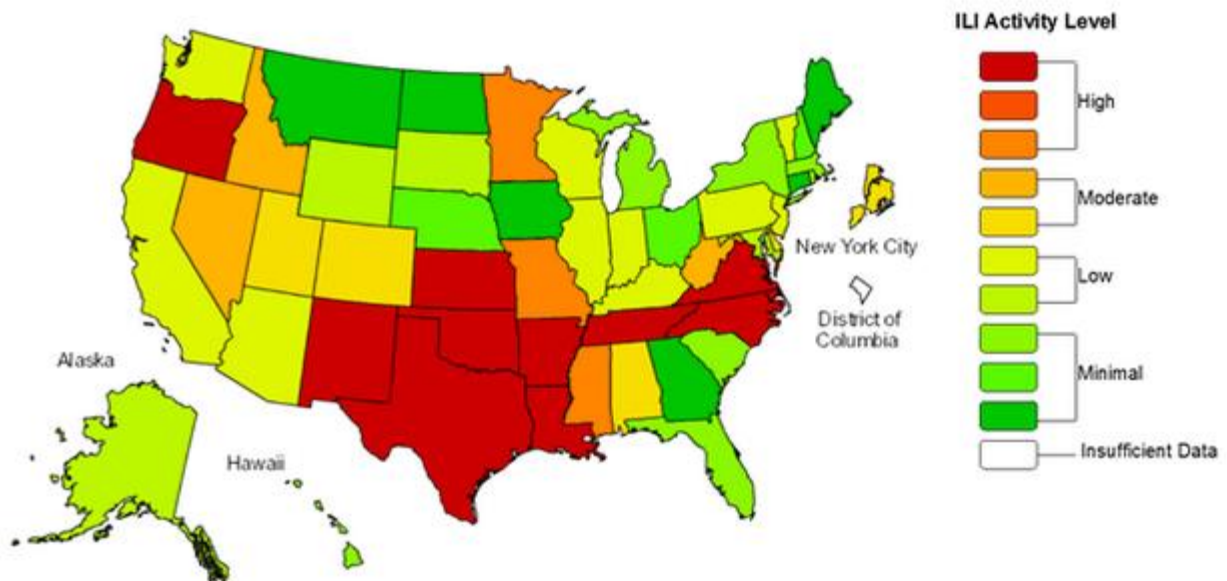 ILI Activity Level
High
Moderate
Low
Minimal
Insufficient Data
New York City
District of
Columbia
Alaska
Hawaii